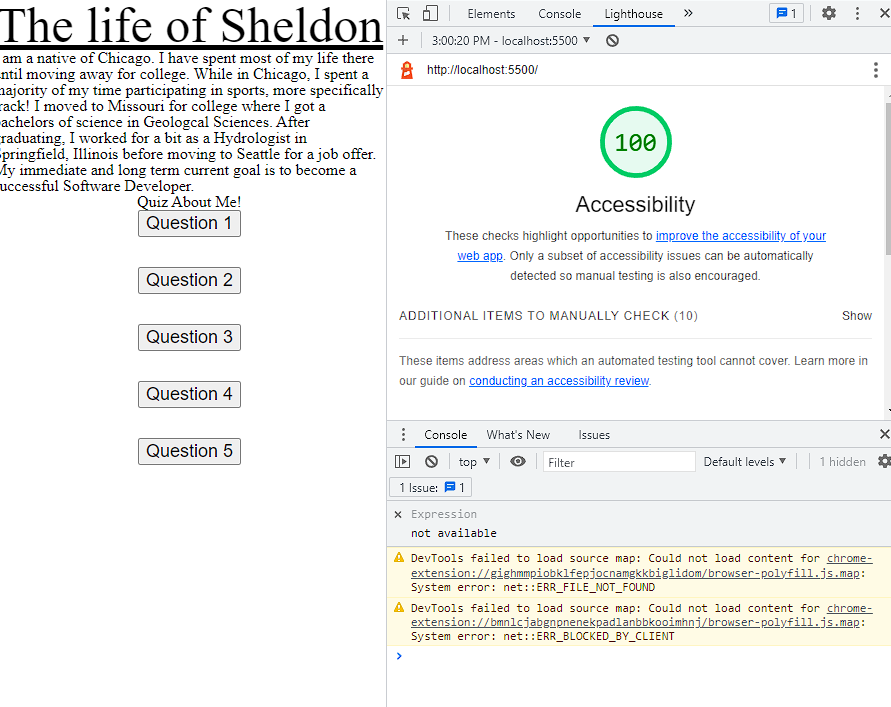 The life of Sheldon
am a native of Chicago. I have spent most of my life there
until moving away for college. While in Chicago, I spent a
majority of my time participating in sports, more specifically
track! I moved to Missouri for college where I got a
bachelors of science in Geologcal Sciences. After
graduating, I worked for a bit as a Hydrologist in
Springfield, Illinois before moving to Seattle for a job offer.
My immediate and long term current goal is to become a
successful Software Developer.
Quiz About Me!
Question 1
Question 2
Question 3
Question 4
Question 5
Elements Console Lighthouse 1
3:00:20 PM - localhost:5500
http://localhost:5500/
100
Accessibility
These checks highlight opportunities to improve the accessibility of your
web app. Only a subset of accessibility issues can be automatically
detected so manual testing is also encouraged.
ADDITIONAL ITEMS TO MANUALLY CHECK (10) Show
These items address areas which an automated testing tool cannot cover. Learn more in
our guide on conducting an accessibility review.
Console What's New Issues
top Filter Default levels 1 hidden
1 Issue: 1
Expression
not available
DevTools failed to load source map: Could not load content for chrome-
extension://gighmmpiobklfepjocnamgkkbiglidom/browser-polyfill.js.map:
System error: net::ERR_FILE_NOT_FOUND
DevTools failed to load source map: Could not load content for chrome-
extension://bmnlcjabgnpnenekpadlanbbkooimhnj/browser-polyfill.js.map:
System error: net::ERR_BLOCKED_BY_CLIENT